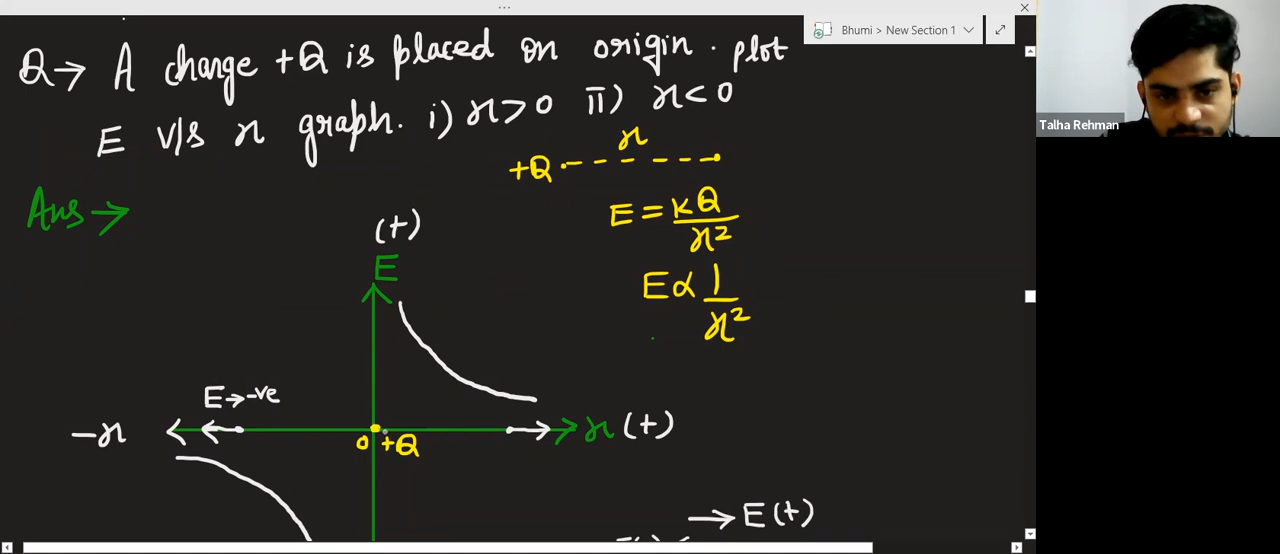 Bhumi > New Section 1
Q → A charge +Q is placed on origin. plot
E v/s x graph. i) x > 0 ii) x < 0
x
+Q
Ans →
E = KQ/x²
E ∝ 1/x²
(+)
E
E → -ve
-x
0 +Q
x (+)
→ E (+)
Talha Rehman